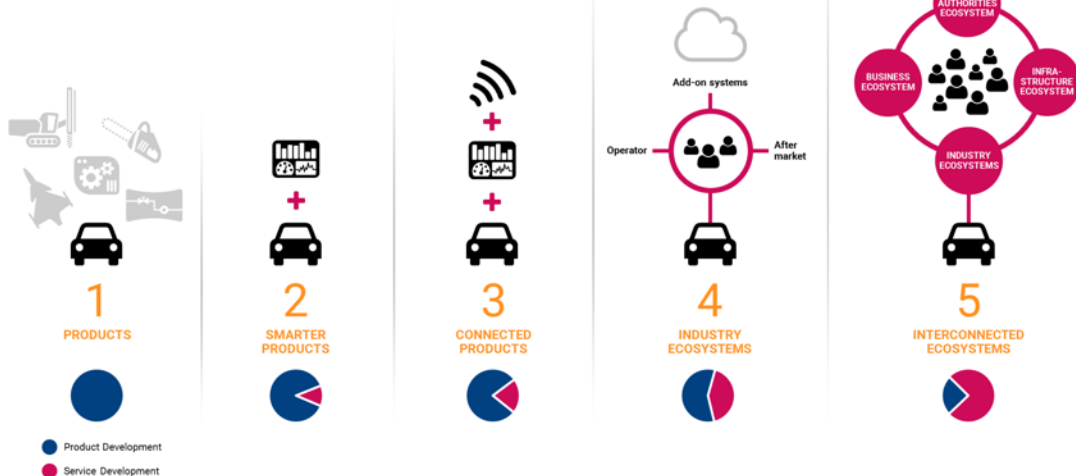 AUTHORITIES
ECOSYSTEM
BUSINESS
ECOSYSTEM
INFRA-
STRUCTURE
ECOSYSTEM
INDUSTRY
ECOSYSTEMS
Add-on systems
Operator
After
market
1
PRODUCTS
2
SMARTER
PRODUCTS
3
CONNECTED
PRODUCTS
4
INDUSTRY
ECOSYSTEMS
5
INTERCONNECTED
ECOSYSTEMS
Product Development
Service Development